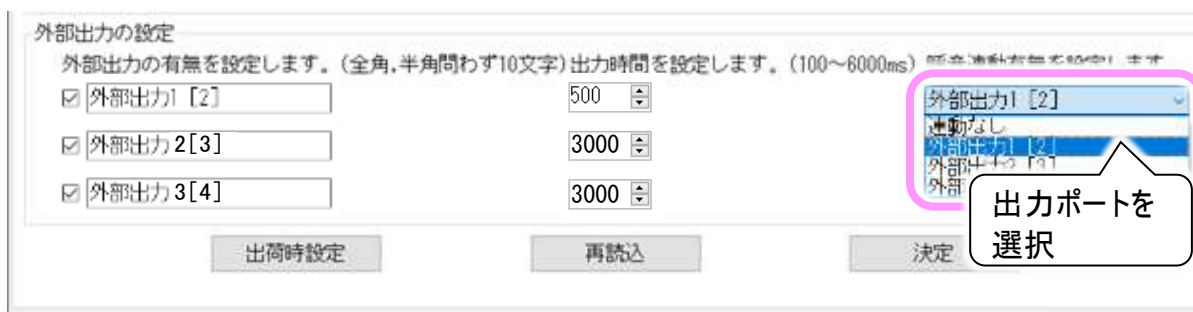 外部出力の設定
外部出力の有無を設定します。(全角,半角問わず10文字)出力時間を設定します。(100～6000ms)
外部出力1 [2] 500 外部出力1 [2]
連動なし
外部出力1 [2]
外部出力2[3] 3000
外部出力3[4] 3000
出力ポートを
選択
出荷時設定 再読込 決定